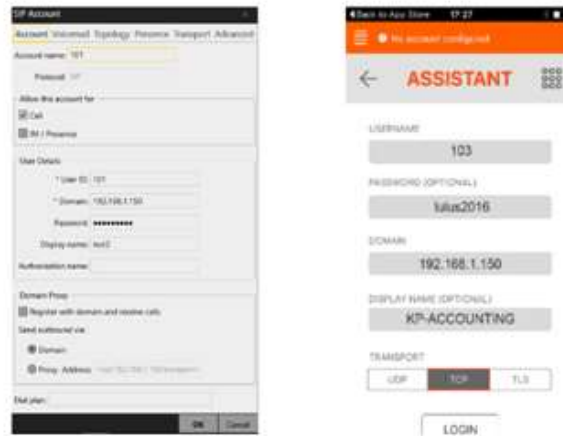 SIP Account
Account Voicemail Topology Presence Transport Advanced
Account name: 101
Protocol: SIP
Allow this account for
Call
IM / Presence
User Details
* User ID: 101
* Domain: 192.168.1.150
Password:
Display name:
Authorization name:
Domain Proxy
Register with domain and receive calls
Send outbound via:
Domain
Proxy Address:
Dial plan:
OK Cancel
Back to App Store 17:27
No account configured
ASSISTANT
USERNAME
103
PASSWORD (OPTIONAL)
lulus2016
DOMAIN
192.168.1.150
DISPLAY NAME (OPTIONAL)
KP-ACCOUNTING
TRANSPORT
UDP TCP TLS
LOGIN